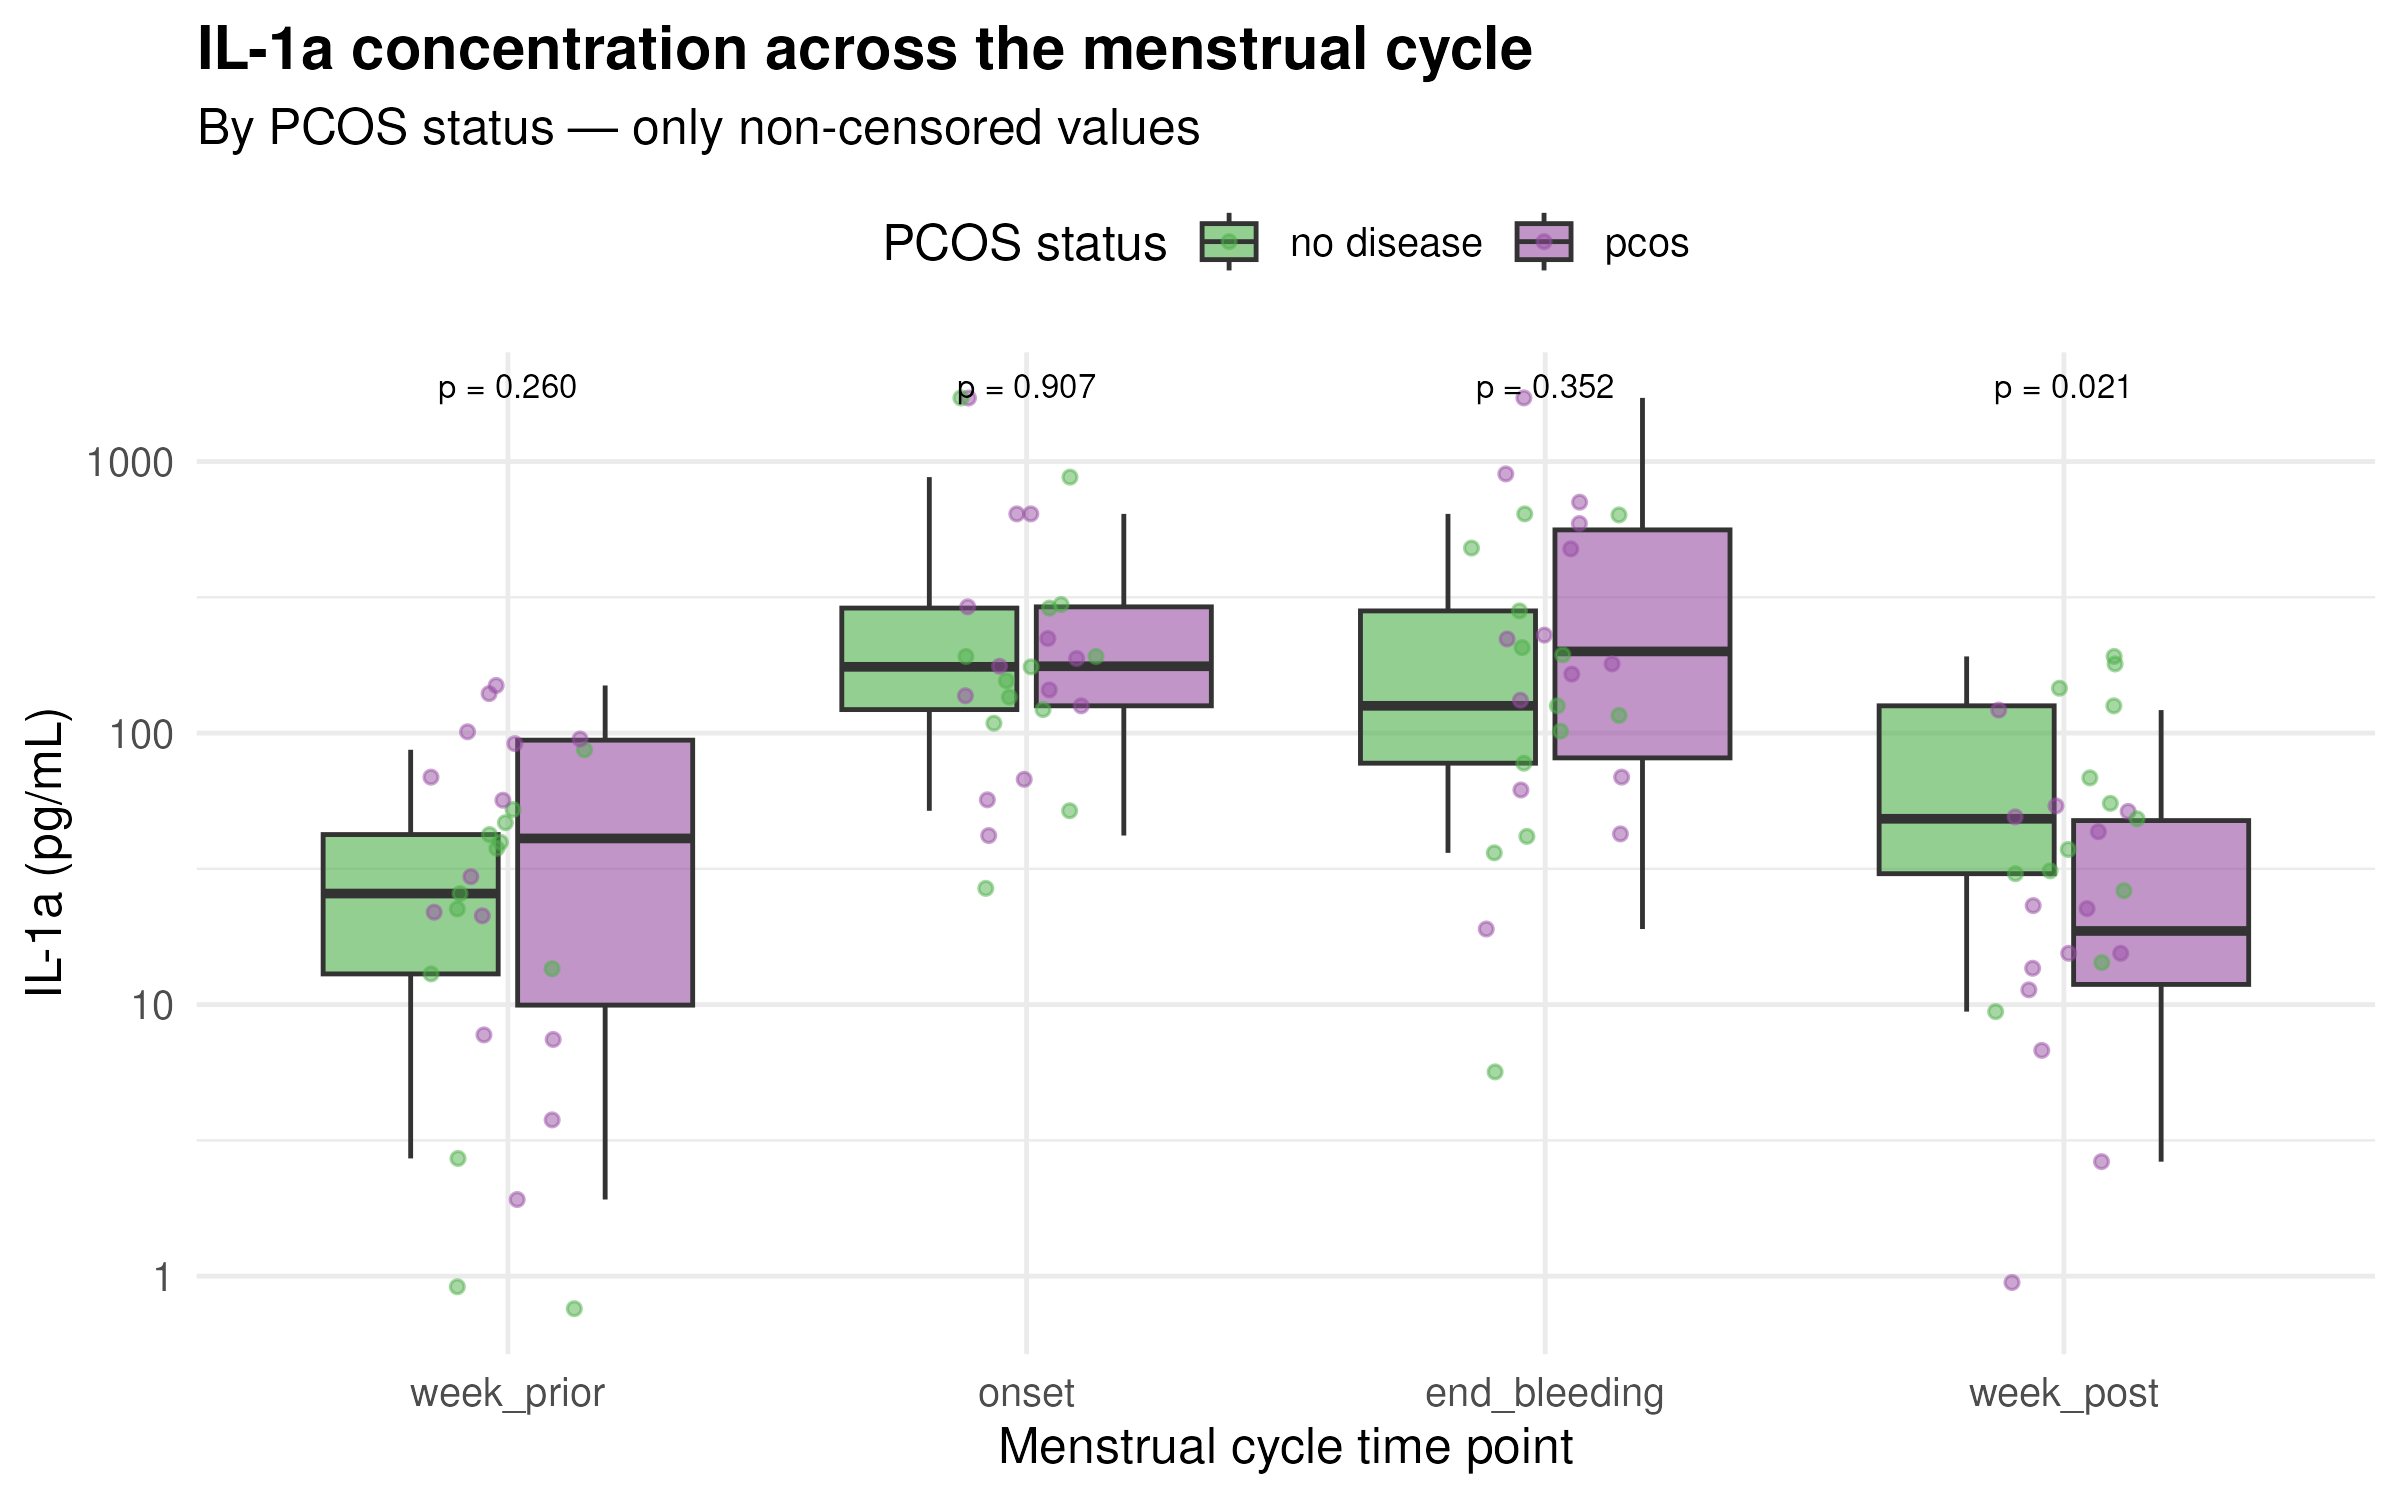 IL-1a concentration across the menstrual cycle
By PCOS status — only non-censored values
PCOS status no disease pcos
p = 0.260 p = 0.907 p = 0.352 p = 0.021
1000
100
10
1
IL-1a (pg/mL)
week_prior onset end_bleeding week_post
Menstrual cycle time point